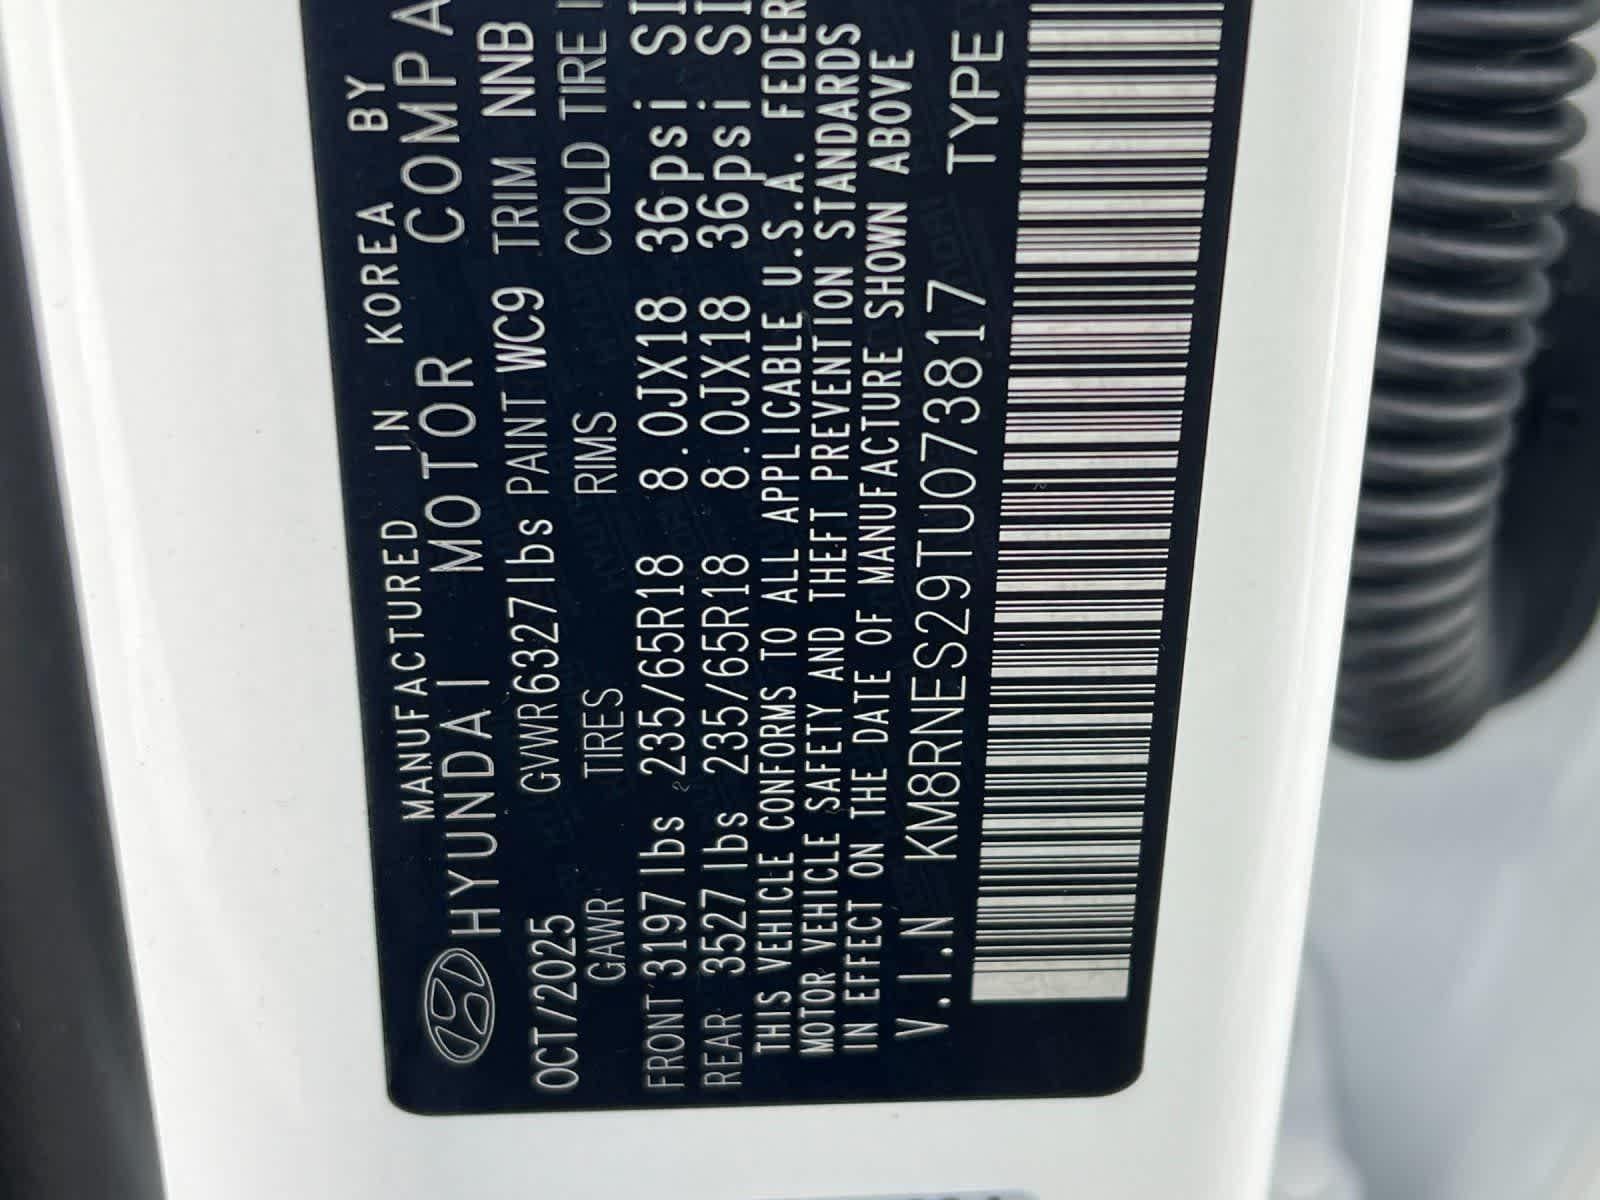 MANUFACTURED IN KOREA BY
HYUNDAI MOTOR COMPA
OCT/2025 GVWR 6327 lbs PAINT WC9 TRIM NNB
GAWR TIRES RIMS COLD TIRE
FRONT 3197 lbs 235/65R18 8.0JX18 36psi SI
REAR 3527 lbs 235/65R18 8.0JX18 36psi SI
THIS VEHICLE CONFORMS TO ALL APPLICABLE U.S.A. FEDER
MOTOR VEHICLE SAFETY AND THEFT PREVENTION STANDARDS
IN EFFECT ON THE DATE OF MANUFACTURE SHOWN ABOVE
V.I.N KM8RNES29TU073817 TYPE